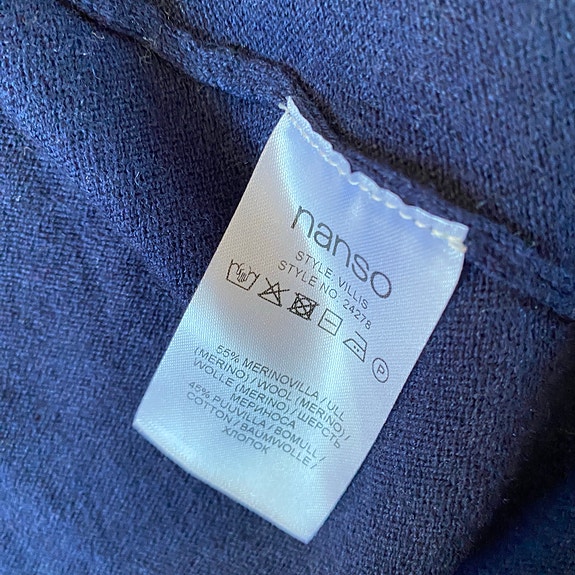 nanso
STYLE VILLIS
STYLE NO. 24278
P
55% MERINOVILLA / ULL
(MERINO) / WOOL (MERINO) /
WOLLE (MERINO) / ШЕРСТЬ
МЕРИНОСА
45% PUUVILLA / BOMULL /
COTTON / BAUMWOLLE /
ХЛОПОК